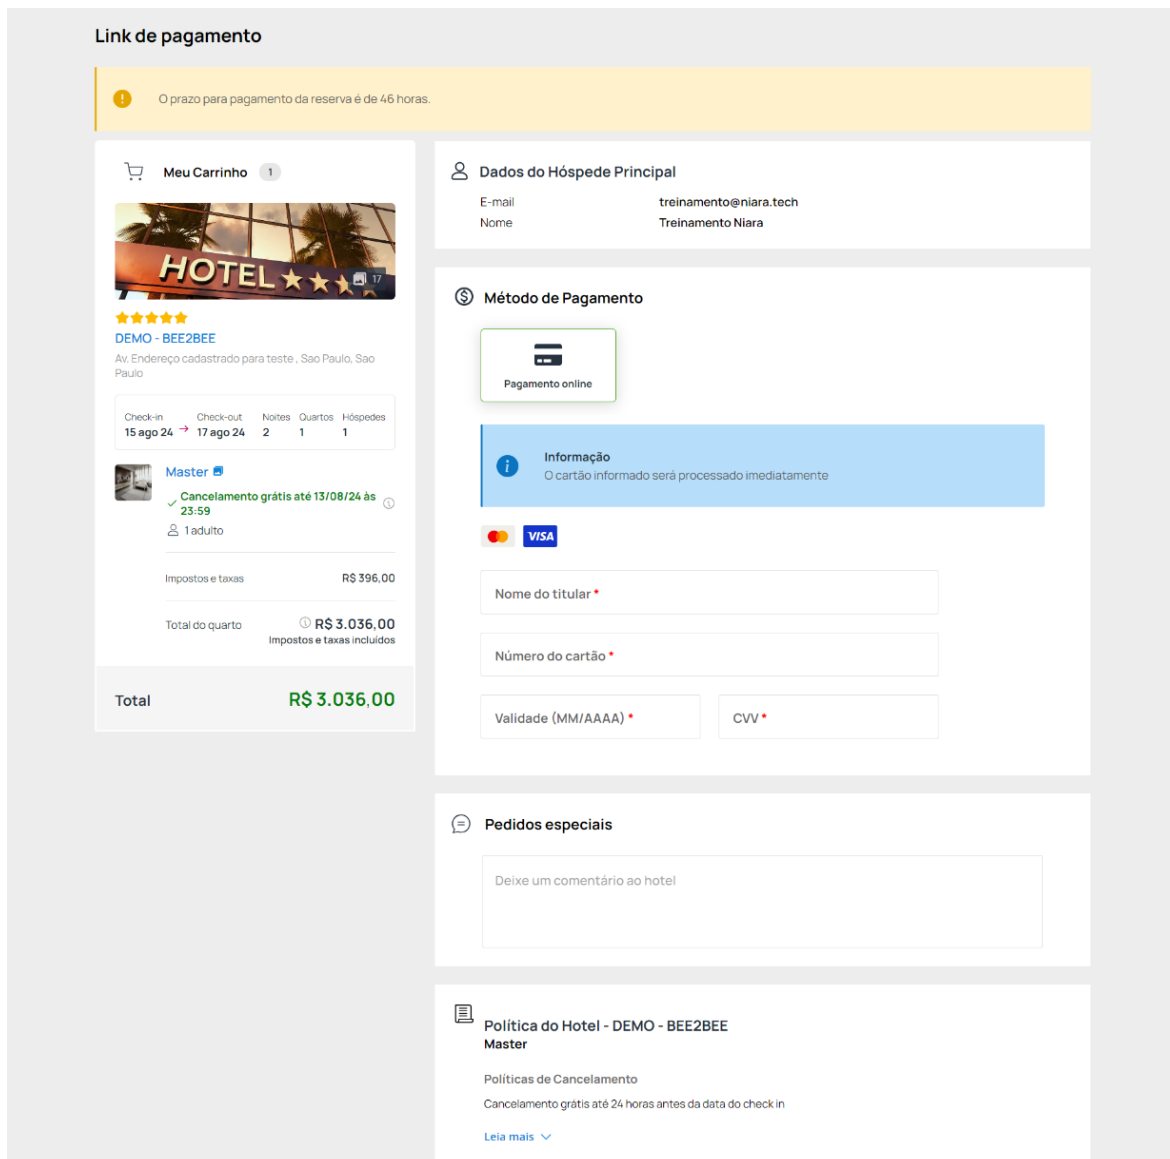 Link de pagamento
O prazo para pagamento da reserva é de 46 horas.
Meu Carrinho 1
HOTEL
17
DEMO - BEE2BEE
Av. Endereço cadastrado para teste , Sao Paulo, Sao
Paulo
Check-in Check-out Noites Quartos Hóspedes
15 ago 24 → 17 ago 24 2 1 1
Master
Cancelamento grátis até 13/08/24 às
23:59
1 adulto
Impostos e taxas R$ 396,00
Total do quarto R$ 3.036,00
Impostos e taxas incluídos
Total R$ 3.036,00
Dados do Hóspede Principal
E-mail treinamento@niara.tech
Nome Treinamento Niara
Método de Pagamento
Pagamento online
Informação
O cartão informado será processado imediatamente
VISA
Nome do titular *
Número do cartão *
Validade (MM/AAAA) * CVV *
Pedidos especiais
Deixe um comentário ao hotel
Política do Hotel - DEMO - BEE2BEE
Master
Políticas de Cancelamento
Cancelamento grátis até 24 horas antes da data do check in
Leia mais